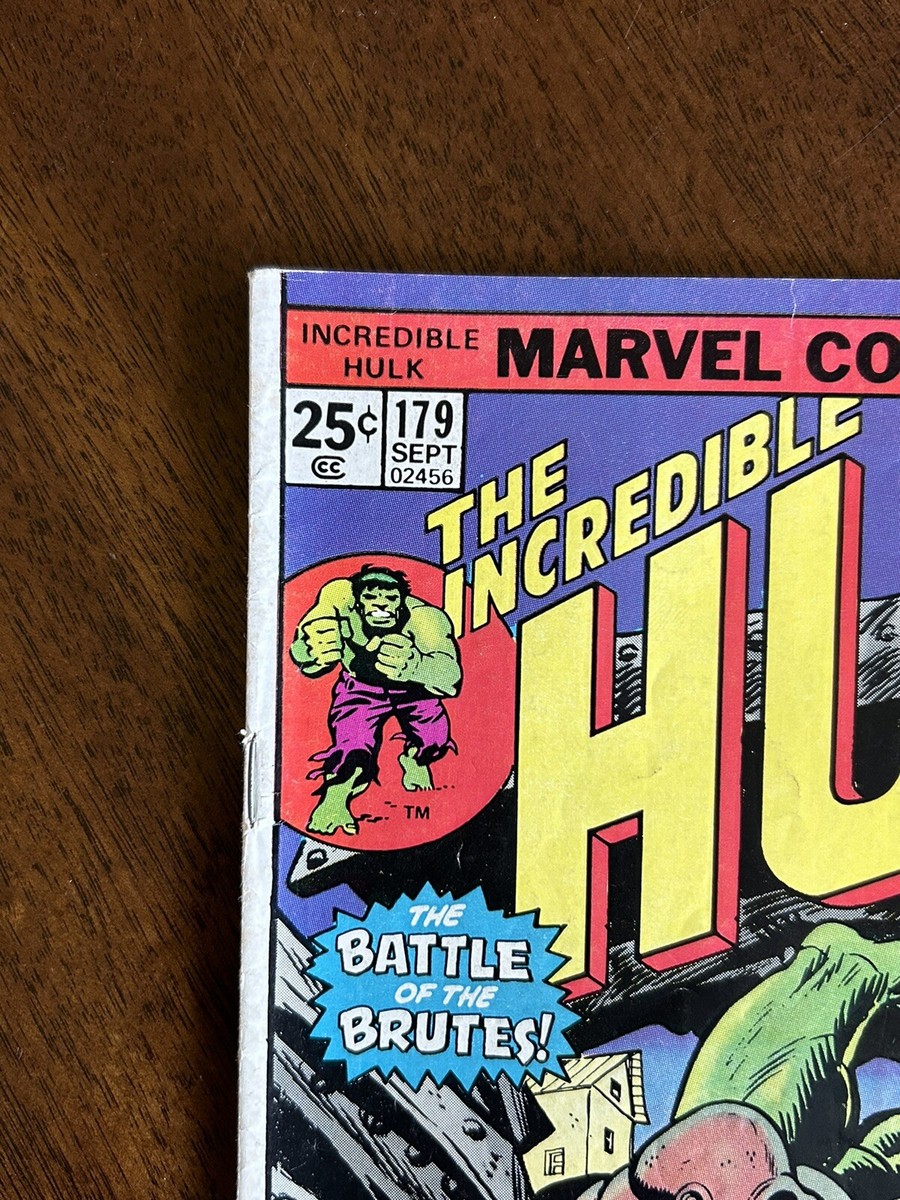 INCREDIBLE
HULK
MARVEL CO
25¢
CC
179
SEPT
02456
THE
INCREDIBLE
HU
TM
THE
BATTLE
OF THE
BRUTES!